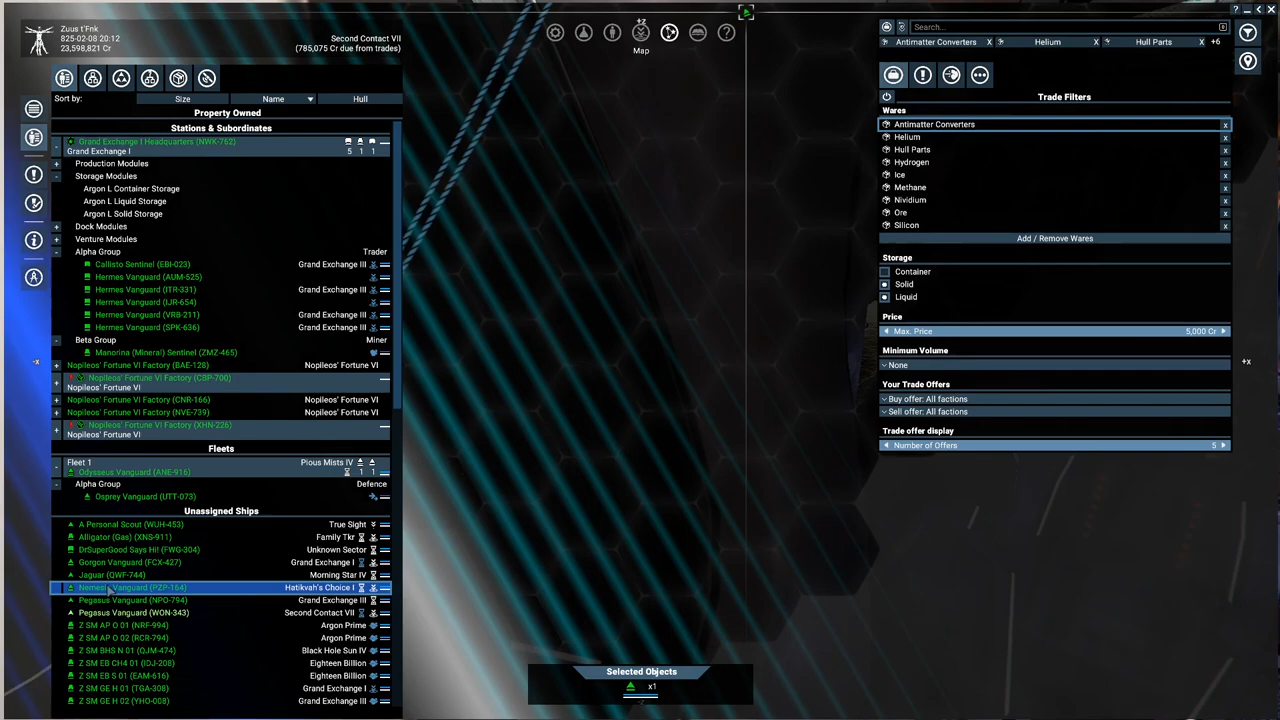 Zuus t'Fnk
825-02-08 20:12
23,598,821 Cr
Second Contact VII
(785,075 Cr due from trades)
Map
Sort by:
Size
Name
Hull
Property Owned
Stations & Subordinates
Grand Exchange I Headquarters (NWK-762)
Grand Exchange I
5 1 1
Production Modules
Storage Modules
Argon L Container Storage
Argon L Liquid Storage
Argon L Solid Storage
Dock Modules
Venture Modules
Alpha Group Trader
Callisto Sentinel (EBI-023) Grand Exchange III
Hermes Vanguard (AUM-525)
Hermes Vanguard (ITR-331) Grand Exchange III
Hermes Vanguard (IJR-654)
Hermes Vanguard (VRB-211) Grand Exchange III
Hermes Vanguard (SPK-636) Grand Exchange III
Beta Group Miner
Manorina (Mineral) Sentinel (ZMZ-465)
Nopileos' Fortune VI Factory (BAE-128) Nopileos' Fortune VI
Nopileos' Fortune VI Factory (CBP-700)
Nopileos' Fortune VI
Nopileos' Fortune VI Factory (CNR-166) Nopileos' Fortune VI
Nopileos' Fortune VI Factory (NVE-739) Nopileos' Fortune VI
Nopileos' Fortune VI Factory (XHN-226)
Nopileos' Fortune VI
Fleets
Fleet 1 Pious Mists IV
Odysseus Vanguard (ANE-916) 1 1
Alpha Group Defence
Osprey Vanguard (UTT-073)
Unassigned Ships
A Personal Scout (WUH-453) True Sight
Alligator (Gas) (XNS-911) Family Tkr
DrSuperGood Says Hi! (FWG-304) Unknown Sector
Gorgon Vanguard (FCX-427) Grand Exchange I
Jaguar (QWF-744) Morning Star IV
Nemesis Vanguard (PZP-164) Hatikvah's Choice I
Pegasus Vanguard (NPO-794) Grand Exchange III
Pegasus Vanguard (WON-343) Second Contact VII
Z SM AP O 01 (NRF-994) Argon Prime
Z SM AP O 02 (RCR-794) Argon Prime
Z SM BHS N 01 (QJM-474) Black Hole Sun IV
Z SM EB CH4 01 (IDJ-208) Eighteen Billion
Z SM EB S 01 (EAM-616) Eighteen Billion
Z SM GE H 01 (TGA-308) Grand Exchange I
Z SM GE H 02 (YHO-008) Grand Exchange III
-x
+z
+x
Selected Objects
x1
Search...
Antimatter Converters x
Helium x
Hull Parts x
+6
Trade Filters
Wares
Antimatter Converters x
Helium x
Hull Parts x
Hydrogen x
Ice x
Methane x
Nividium x
Ore x
Silicon x
Add / Remove Wares
Storage
Container
Solid
Liquid
Price
Max. Price 5,000 Cr
Minimum Volume
None
Your Trade Offers
Buy offer: All factions
Sell offer: All factions
Trade offer display
Number of Offers 5